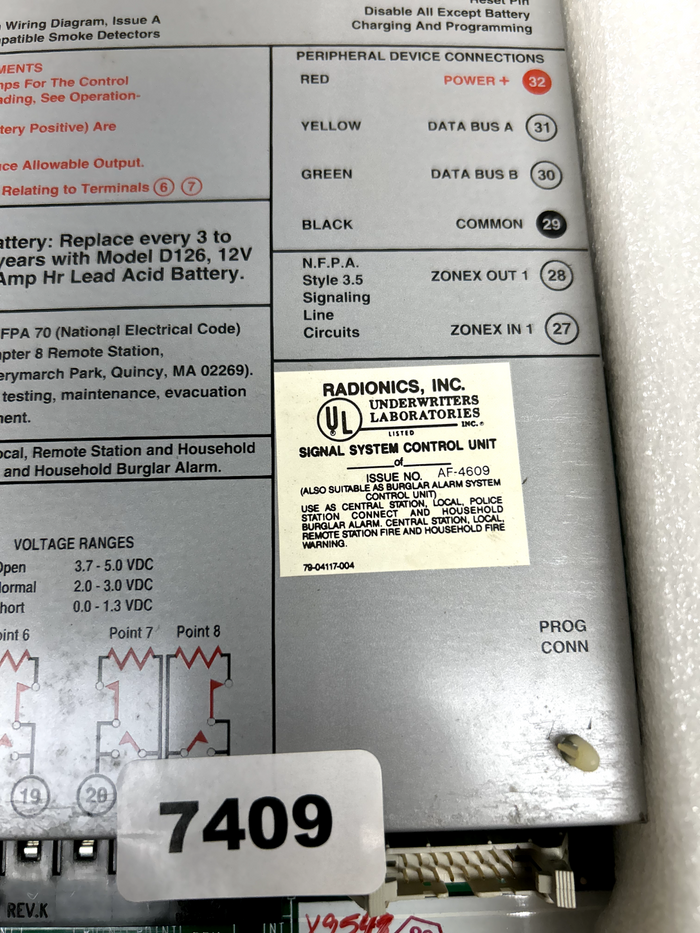 Reset Pin
Wiring Diagram, Issue A
Disable All Except Battery
patible Smoke Detectors
Charging And Programming
MENTS
mps For The Control
ading, See Operation-
tery Positive) Are
ce Allowable Output.
Relating to Terminals 6 7
PERIPHERAL DEVICE CONNECTIONS
RED POWER + 32
YELLOW DATA BUS A 31
GREEN DATA BUS B 30
BLACK COMMON 29
attery: Replace every 3 to
years with Model D126, 12V
Amp Hr Lead Acid Battery.
N.F.P.A.
Style 3.5
Signaling
Line
Circuits
ZONEX OUT 1 28
ZONEX IN 1 27
FPA 70 (National Electrical Code)
pter 8 Remote Station,
erymarch Park, Quincy, MA 02269).
testing, maintenance, evacuation
ment.
ocal, Remote Station and Household
and Household Burglar Alarm.
RADIONICS, INC.
UL
UNDERWRITERS
LABORATORIES
INC.®
LISTED
SIGNAL SYSTEM CONTROL UNIT
of
ISSUE NO. AF-4609
(ALSO SUITABLE AS BURGLAR ALARM SYSTEM
CONTROL UNIT)
USE AS CENTRAL STATION, LOCAL, POLICE
STATION CONNECT AND HOUSEHOLD
BURGLAR ALARM. CENTRAL STATION, LOCAL,
REMOTE STATION FIRE AND HOUSEHOLD FIRE
WARNING.
79-04117-004
VOLTAGE RANGES
Open 3.7 - 5.0 VDC
ormal 2.0 - 3.0 VDC
hort 0.0 - 1.3 VDC
oint 6 Point 7 Point 8
19 20
PROG
CONN
7409
REV.K
INT